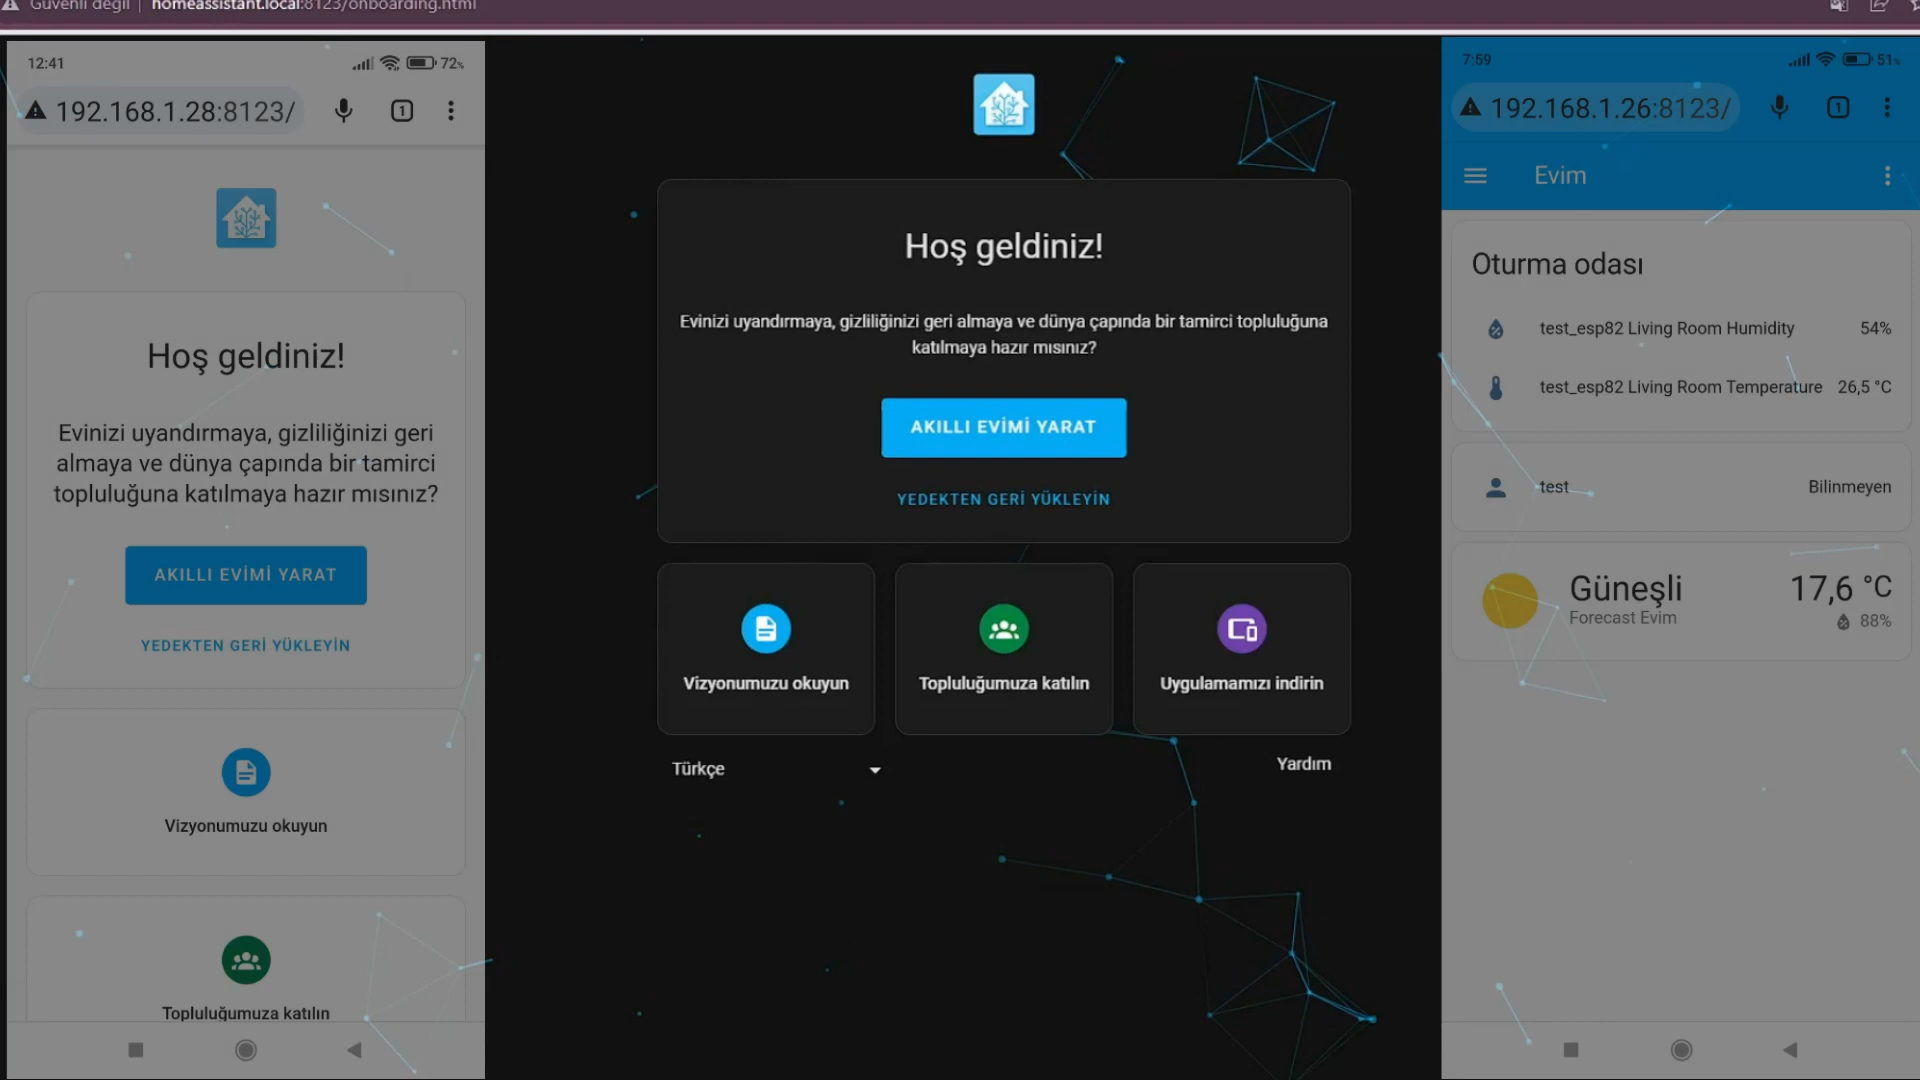 Güvenli değil | homeassistant.local:8123/onboarding.html
12:41
72%
192.168.1.28:8123/
1
Hoş geldiniz!
Evinizi uyandırmaya, gizliliğinizi geri
almaya ve dünya çapında bir tamirci
topluluğuna katılmaya hazır mısınız?
AKILLI EVİMİ YARAT
YEDEKTEN GERİ YÜKLEYİN
Vizyonumuzu okuyun
Topluluğumuza katılın
Hoş geldiniz!
Evinizi uyandırmaya, gizliliğinizi geri almaya ve dünya çapında bir tamirci topluluğuna
katılmaya hazır mısınız?
AKILLI EVİMİ YARAT
YEDEKTEN GERİ YÜKLEYİN
Vizyonumuzu okuyun
Topluluğumuza katılın
Uygulamamızı indirin
Türkçe
Yardım
7:59
51%
192.168.1.26:8123/
1
Evim
Oturma odası
test_esp82 Living Room Humidity 54%
test_esp82 Living Room Temperature 26,5 °C
test Bilinmeyen
Güneşli 17,6 °C
Forecast Evim 88%